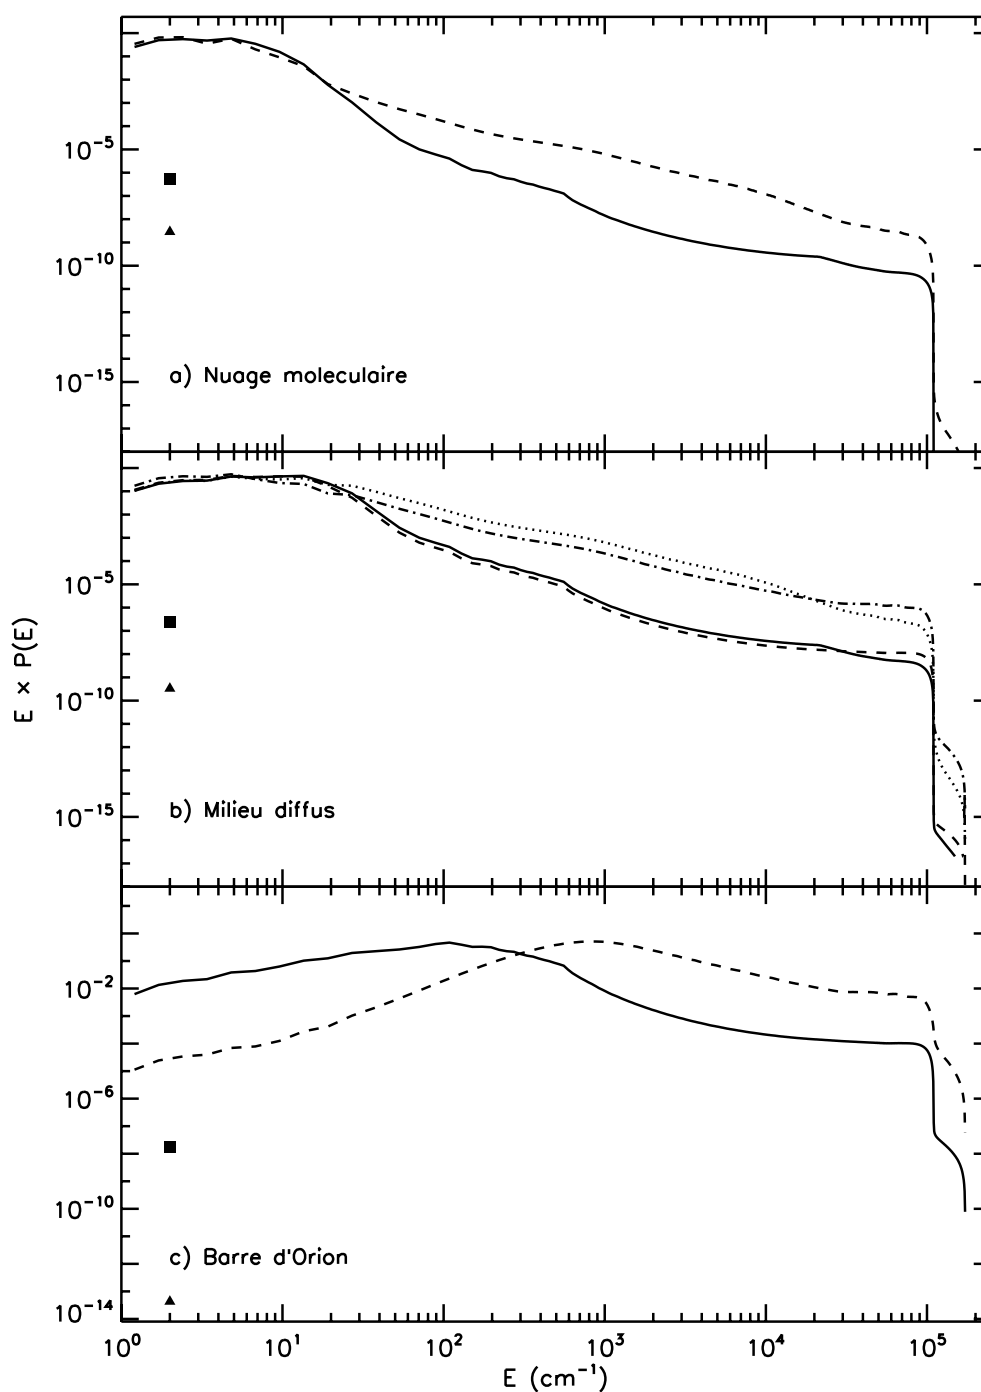 10⁻⁵
10⁻¹⁰
10⁻¹⁵
a) Nuage moleculaire
10⁻⁵
10⁻¹⁰
10⁻¹⁵
b) Milieu diffus
E × P(E)
10⁻²
10⁻⁶
10⁻¹⁰
10⁻¹⁴
c) Barre d'Orion
10⁰ 10¹ 10² 10³ 10⁴ 10⁵
E (cm⁻¹)